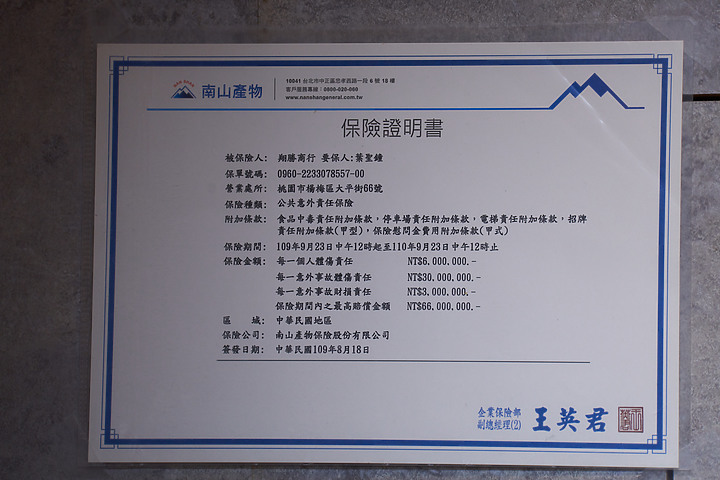 南山產物
10041 台北市中正區忠孝西路一段 6 號 18 樓
客戶服務專線：0800-020-060
www.nanshangeneral.com.tw
保險證明書
被保險人: 翔勝商行 要保人:葉聖鐘
保單號碼: 0960-2233078557-00
營業處所: 桃園市楊梅區大平街66號
保險種類: 公共意外責任保險
附加條款: 食品中毒責任附加條款，停車場責任附加條款，電梯責任附加條款，招牌
責任附加條款(甲型)，保險慰問金費用附加條款(甲式)
保險期間: 109年9月23日中午12時起至110年9月23日中午12時止
保險金額: 每一個人體傷責任 NT$6,000,000.-
每一意外事故體傷責任 NT$30,000,000.-
每一意外事故財損責任 NT$3,000,000.-
保險期間內之最高賠償金額 NT$66,000,000.-
區 域: 中華民國地區
保險公司: 南山產物保險股份有限公司
簽發日期: 中華民國109年8月18日
企業保險部
副總經理(2) 王英君